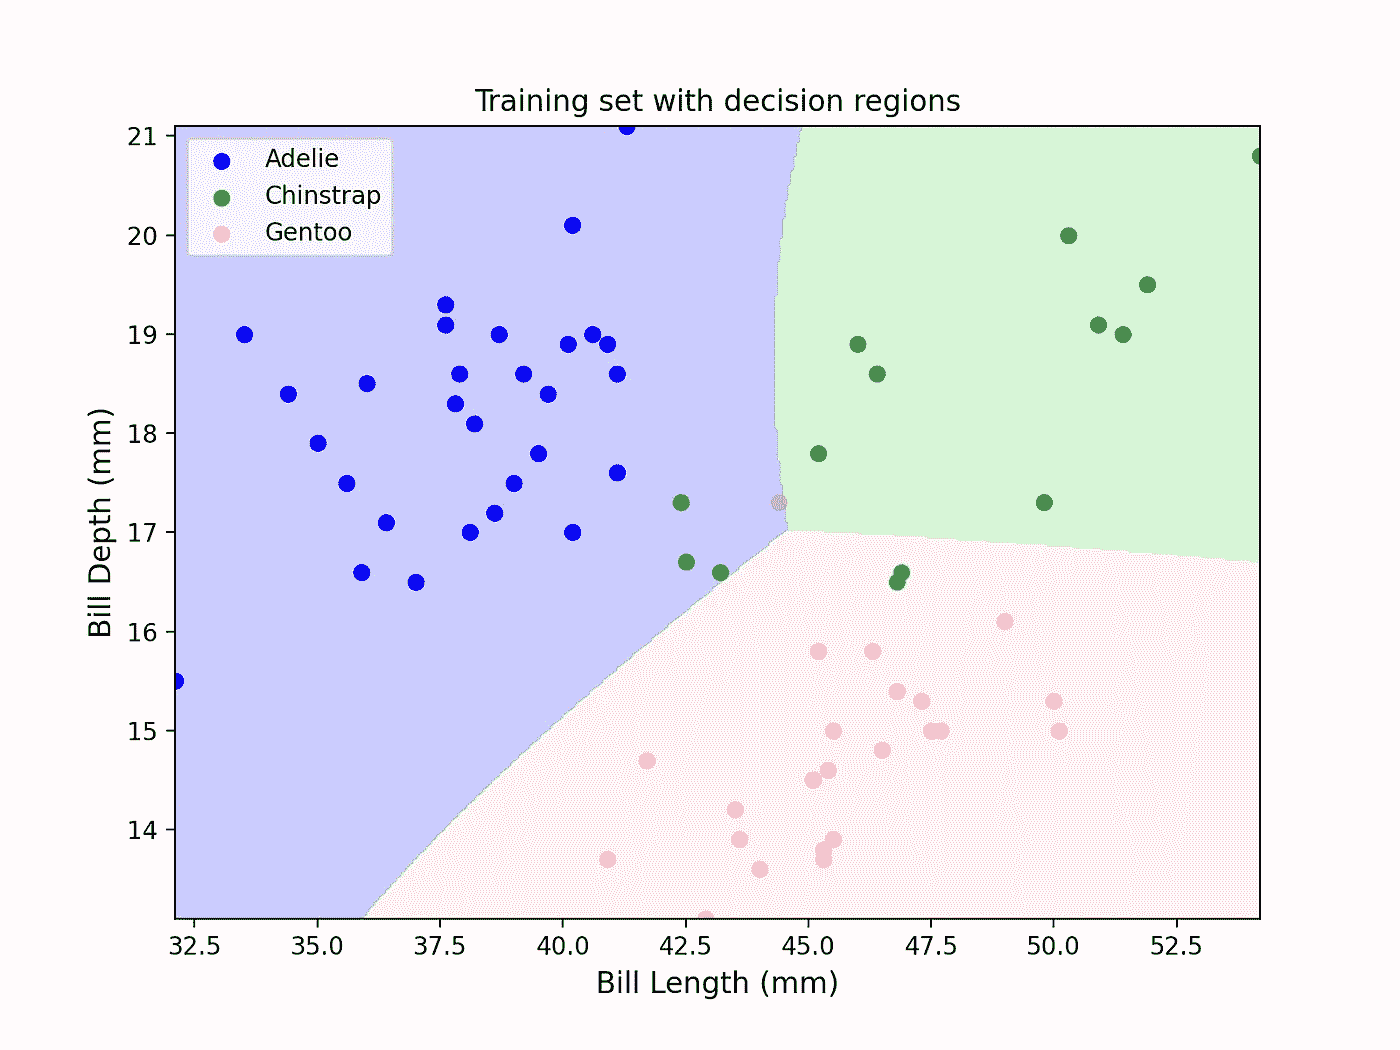 Training set with decision regions
Adelie
Chinstrap
Gentoo
21
20
19
18
17
16
15
14
Bill Depth (mm)
32.5 35.0 37.5 40.0 42.5 45.0 47.5 50.0 52.5
Bill Length (mm)